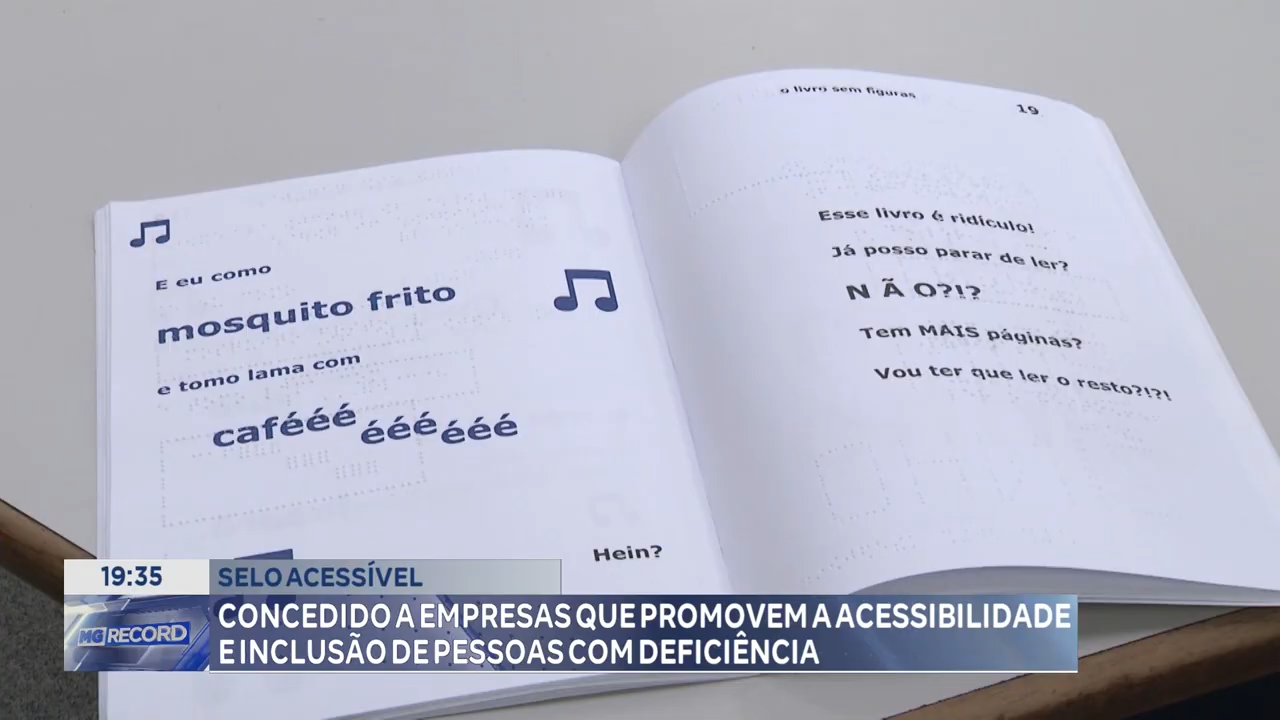 E eu como
mosquito frito
e tomo lama com
cafééé ééé ééé
Hein?
o livro sem figuras
19
Esse livro é ridículo!
Já posso parar de ler?
N Ã O?!?
Tem MAIS páginas?
Vou ter que ler o resto?!?!
19:35
SELO ACESSÍVEL
MG RECORD
CONCEDIDO A EMPRESAS QUE PROMOVEM A ACESSIBILIDADE
E INCLUSÃO DE PESSOAS COM DEFICIÊNCIA